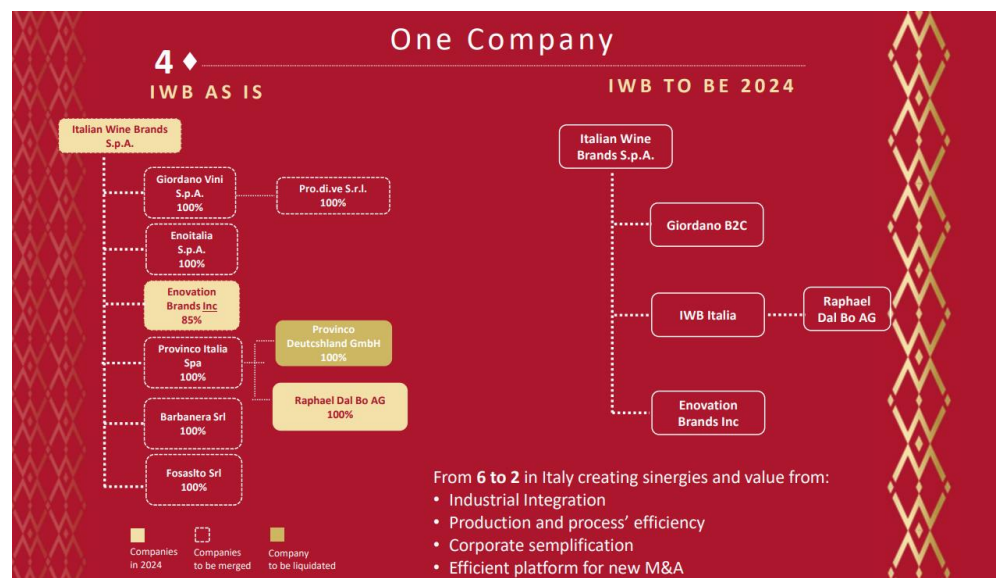 One Company
4
IWB AS IS
Italian Wine Brands
S.p.A.
Giordano Vini
S.p.A.
100%
Pro.di.ve S.r.l.
100%
Enoitalia
S.p.A.
100%
Enovation
Brands Inc
85%
Provinco Italia
Spa
100%
Provinco
Deutcshland GmbH
100%
Raphael Dal Bo AG
100%
Barbanera Srl
100%
Fosaslto Srl
100%
Companies
in 2024
Companies
to be merged
Company
to be liquidated
IWB TO BE 2024
Italian Wine
Brands S.p.A.
Giordano B2C
IWB Italia
Raphael
Dal Bo AG
Enovation
Brands Inc
From 6 to 2 in Italy creating sinergies and value from:
• Industrial Integration
• Production and process’ efficiency
• Corporate semplification
• Efficient platform for new M&A